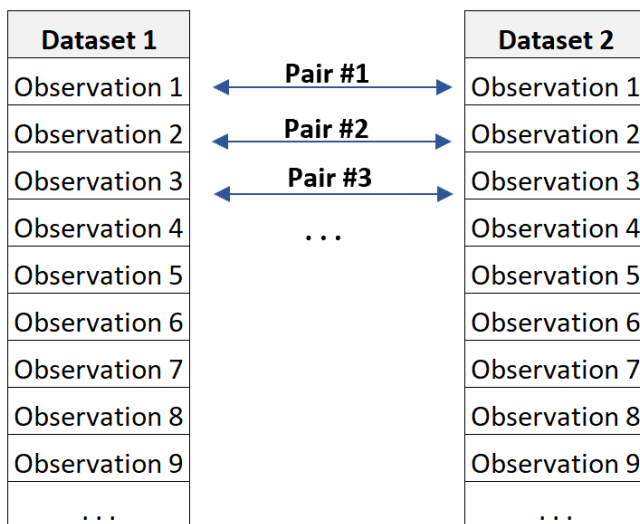 Dataset 1
Observation 1
Observation 2
Observation 3
Observation 4
Observation 5
Observation 6
Observation 7
Observation 8
Observation 9
. . .
Pair #1
Pair #2
Pair #3
. . .
Dataset 2
Observation 1
Observation 2
Observation 3
Observation 4
Observation 5
Observation 6
Observation 7
Observation 8
Observation 9
. . .